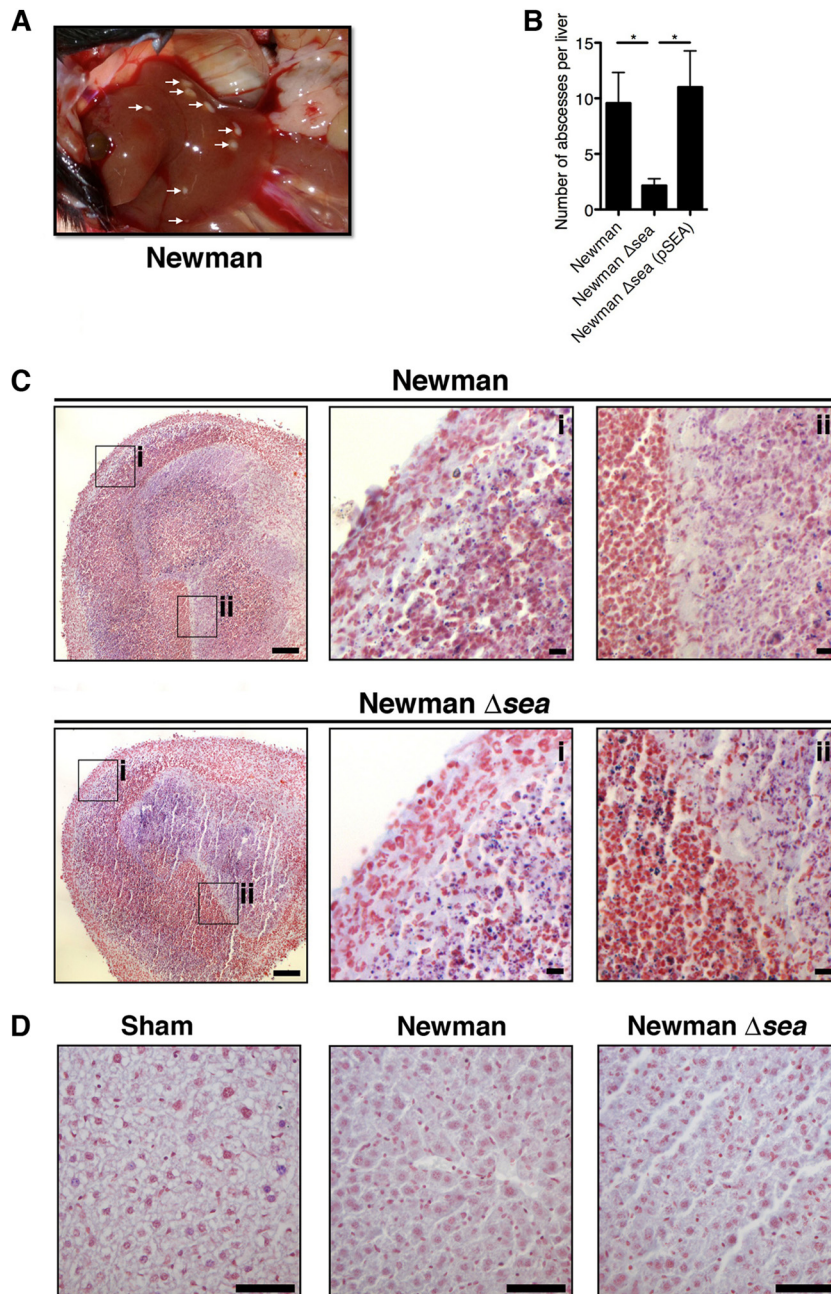 A
Newman
B
Number of abscesses per liver
15
10
5
0
* *
Newman
Newman Δsea
Newman Δsea (pSEA)
C
Newman
i
ii
i
ii
Newman Δsea
i
ii
i
ii
D
Sham
Newman
Newman Δsea